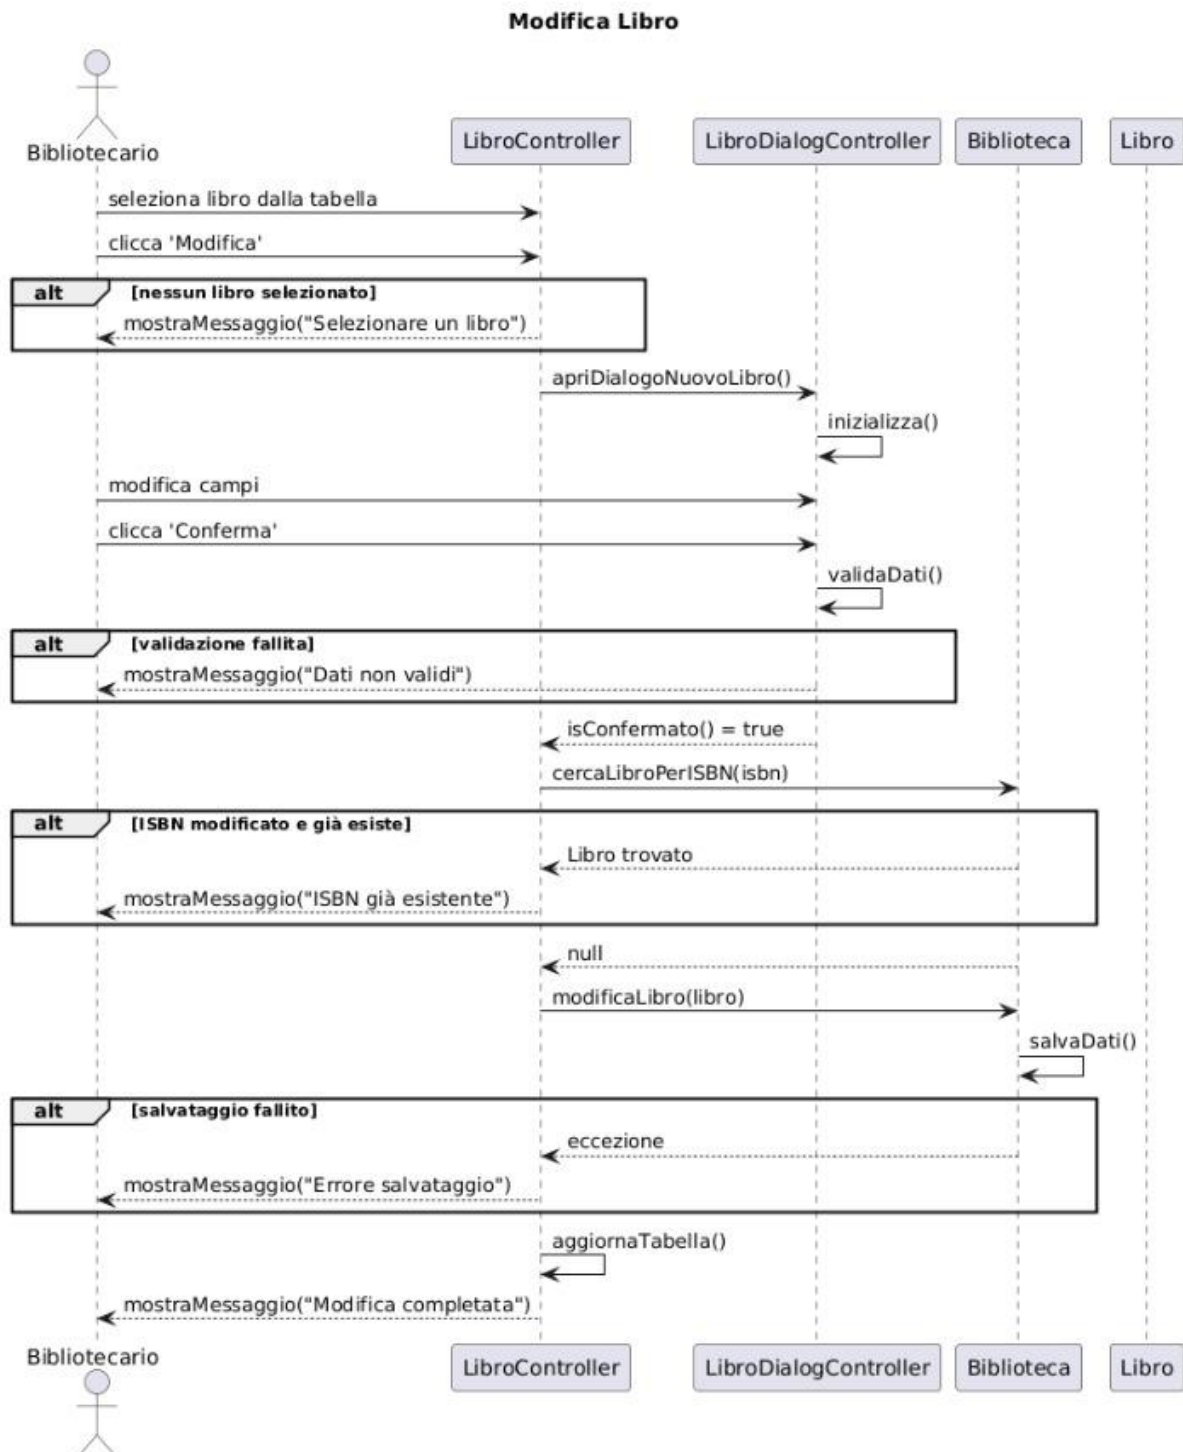 Modifica Libro
Bibliotecario
LibroController
LibroDialogController
Biblioteca
Libro
seleziona libro dalla tabella
clicca 'Modifica'
alt
[nessun libro selezionato]
mostraMessaggio("Selezionare un libro")
apriDialogoNuovoLibro()
inizializza()
modifica campi
clicca 'Conferma'
validaDati()
alt
[validazione fallita]
mostraMessaggio("Dati non validi")
isConfermato() = true
cercaLibroPerISBN(isbn)
alt
[ISBN modificato e già esiste]
Libro trovato
mostraMessaggio("ISBN già esistente")
null
modificaLibro(libro)
salvaDati()
alt
[salvataggio fallito]
eccezione
mostraMessaggio("Errore salvataggio")
aggiornaTabella()
mostraMessaggio("Modifica completata")
Bibliotecario
LibroController
LibroDialogController
Biblioteca
Libro